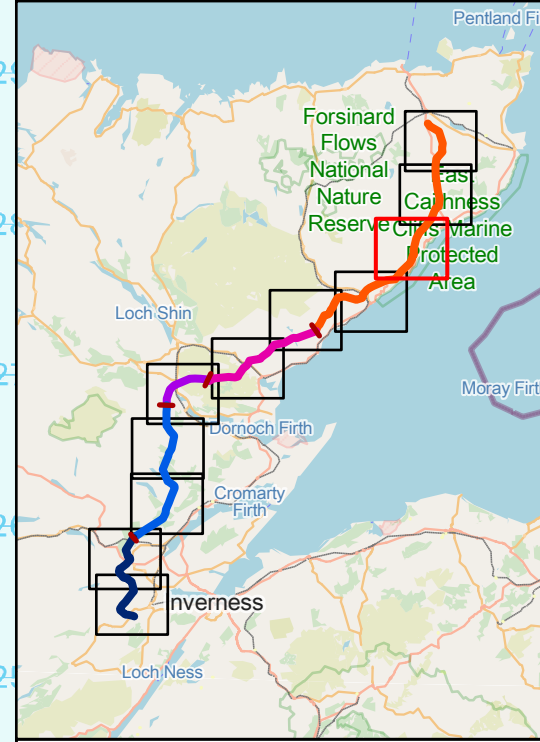 Pentland Fi
Forsinard
Flows
National
Nature
Reserve
East
Caithness
Cliffs Marine
Protected
Area
Loch Shin
Moray Firt
Dornoch Firth
Cromarty
Firth
nverness
Loch Ness